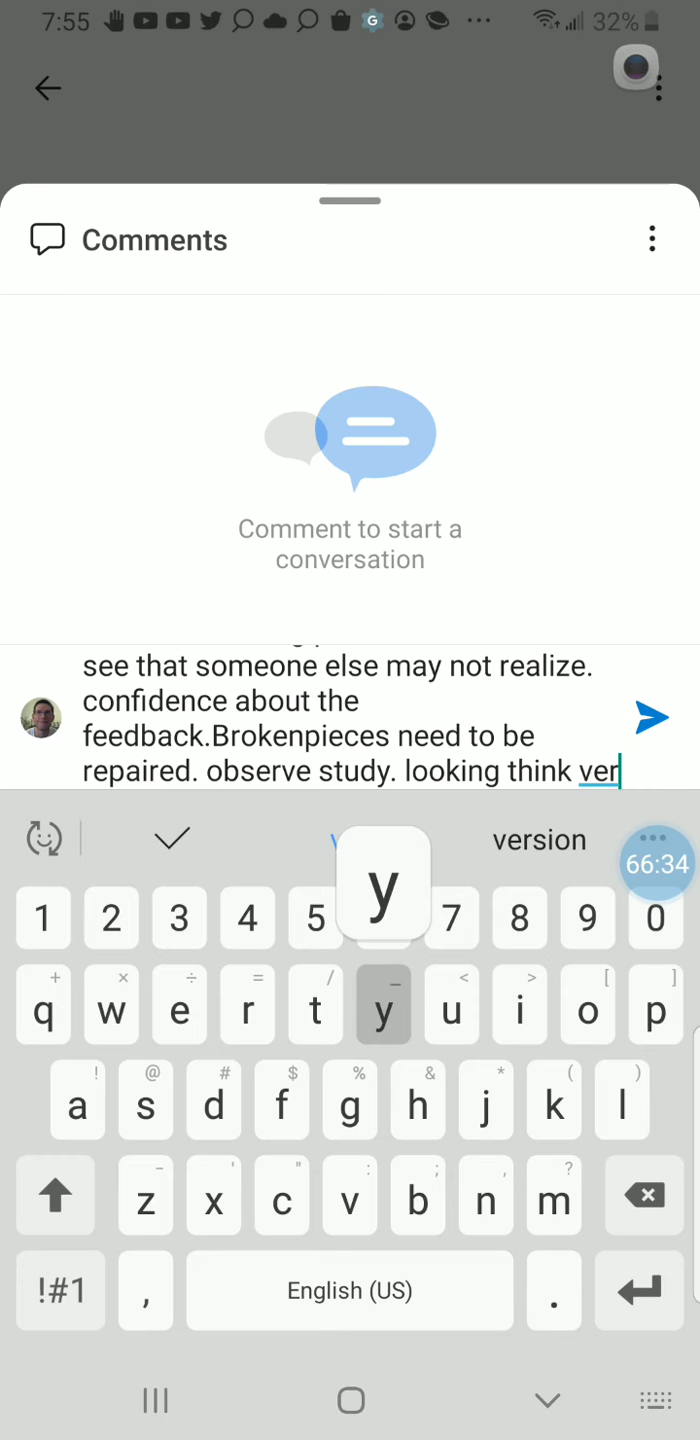 7:55 32%
Comments
Comment to start a
conversation
see that someone else may not realize.
confidence about the
feedback.Brokenpieces need to be
repaired. observe study. looking think ver
version
66:34
y
1 2 3 4 5 7 8 9 0
+ × ÷ = / _ < > [ ]
q w e r t y u i o p
! @ # $ % & * ( )
a s d f g h j k l
- ' " : ; , ?
z x c v b n m
!#1 , English (US) .